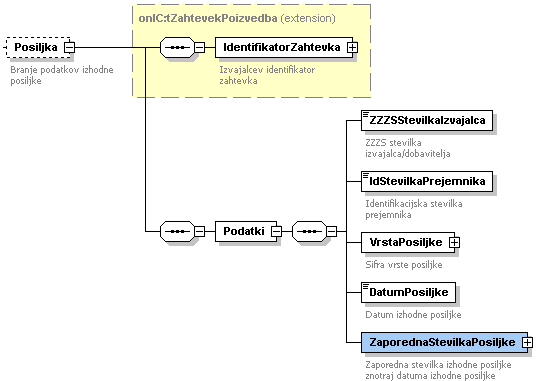 onIC:tZahtevekPoizvedba (extension)
Posiljka
Branje podatkov izhodne
posiljke
IdentifikatorZahtevka
Izvajalcev identifikator
zahtevka
ZZZSStevilkaIzvajalca
ZZZS stevilka
izvajalca/dobavitelja
IdStevilkaPrejemnika
Identifikacijska stevilka
prejemnika
Podatki
VrstaPosiljke
Sifra vrste posiljke
DatumPosiljke
Datum izhodne posiljke
ZaporednaStevilkaPosiljke
Zaporedna stevilka izhodne posiljke
znotraj datuma izhodne posiljke